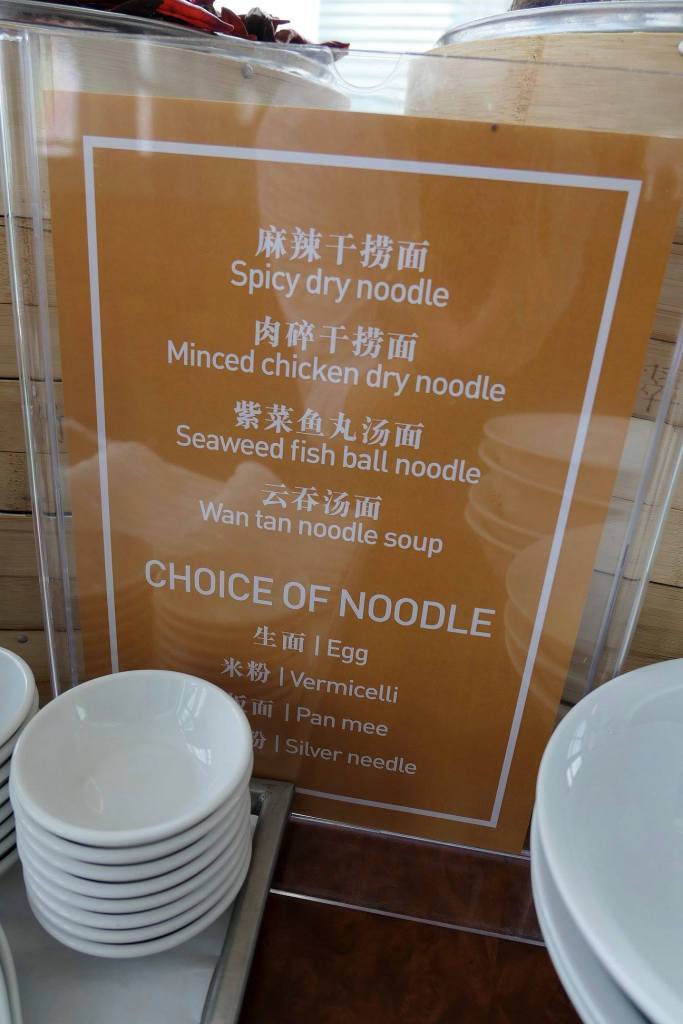 麻辣干捞面
Spicy dry noodle
肉碎干捞面
Minced chicken dry noodle
紫菜鱼丸汤面
Seaweed fish ball noodle
云吞汤面
Wan tan noodle soup
CHOICE OF NOODLE
生面 | Egg
米粉 | Vermicelli
板面 | Pan mee
粉 | Silver needle